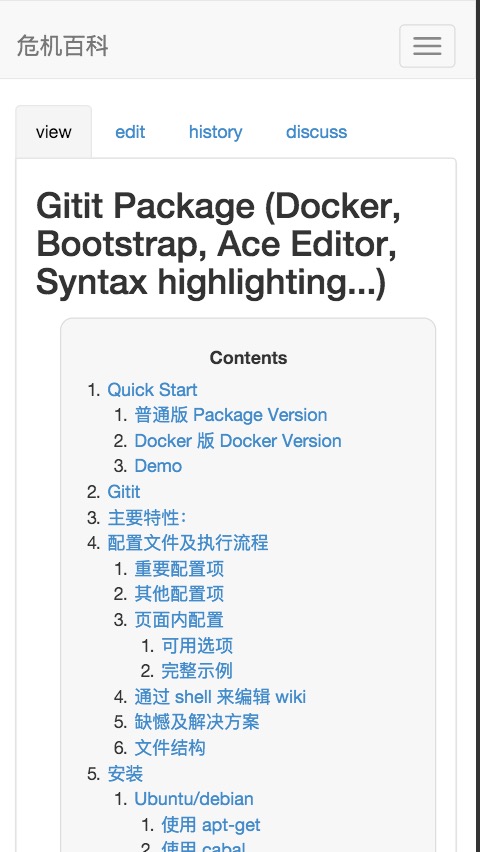 危机百科
view edit history discuss
Gitit Package (Docker,
Bootstrap, Ace Editor,
Syntax highlighting...)
Contents
1. Quick Start
1. 普通版 Package Version
2. Docker 版 Docker Version
3. Demo
2. Gitit
3. 主要特性：
4. 配置文件及执行流程
1. 重要配置项
2. 其他配置项
3. 页面内配置
1. 可用选项
2. 完整示例
4. 通过 shell 来编辑 wiki
5. 缺憾及解决方案
6. 文件结构
5. 安装
1. Ubuntu/debian
1. 使用 apt-get
2. 使用 cabal